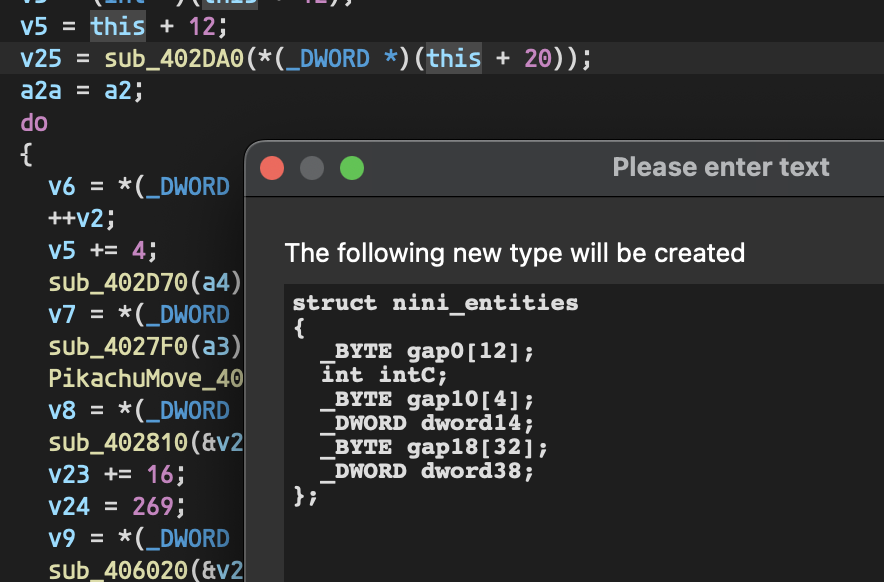 v5 = this + 12;
v25 = sub_402DA0(*(_DWORD *)(this + 20));
a2a = a2;
do
{
v6 = *(_DWORD
++v2;
v5 += 4;
sub_402D70(a4)
v7 = *(_DWORD
sub_4027F0(a3)
PikachuMove_40
v8 = *(_DWORD
sub_402810(&v2
v23 += 16;
v24 = 269;
v9 = *(_DWORD
sub_406020(&v2
Please enter text
The following new type will be created
struct nini_entities
{
_BYTE gap0[12];
int intC;
_BYTE gap10[4];
_DWORD dword14;
_BYTE gap18[32];
_DWORD dword38;
};